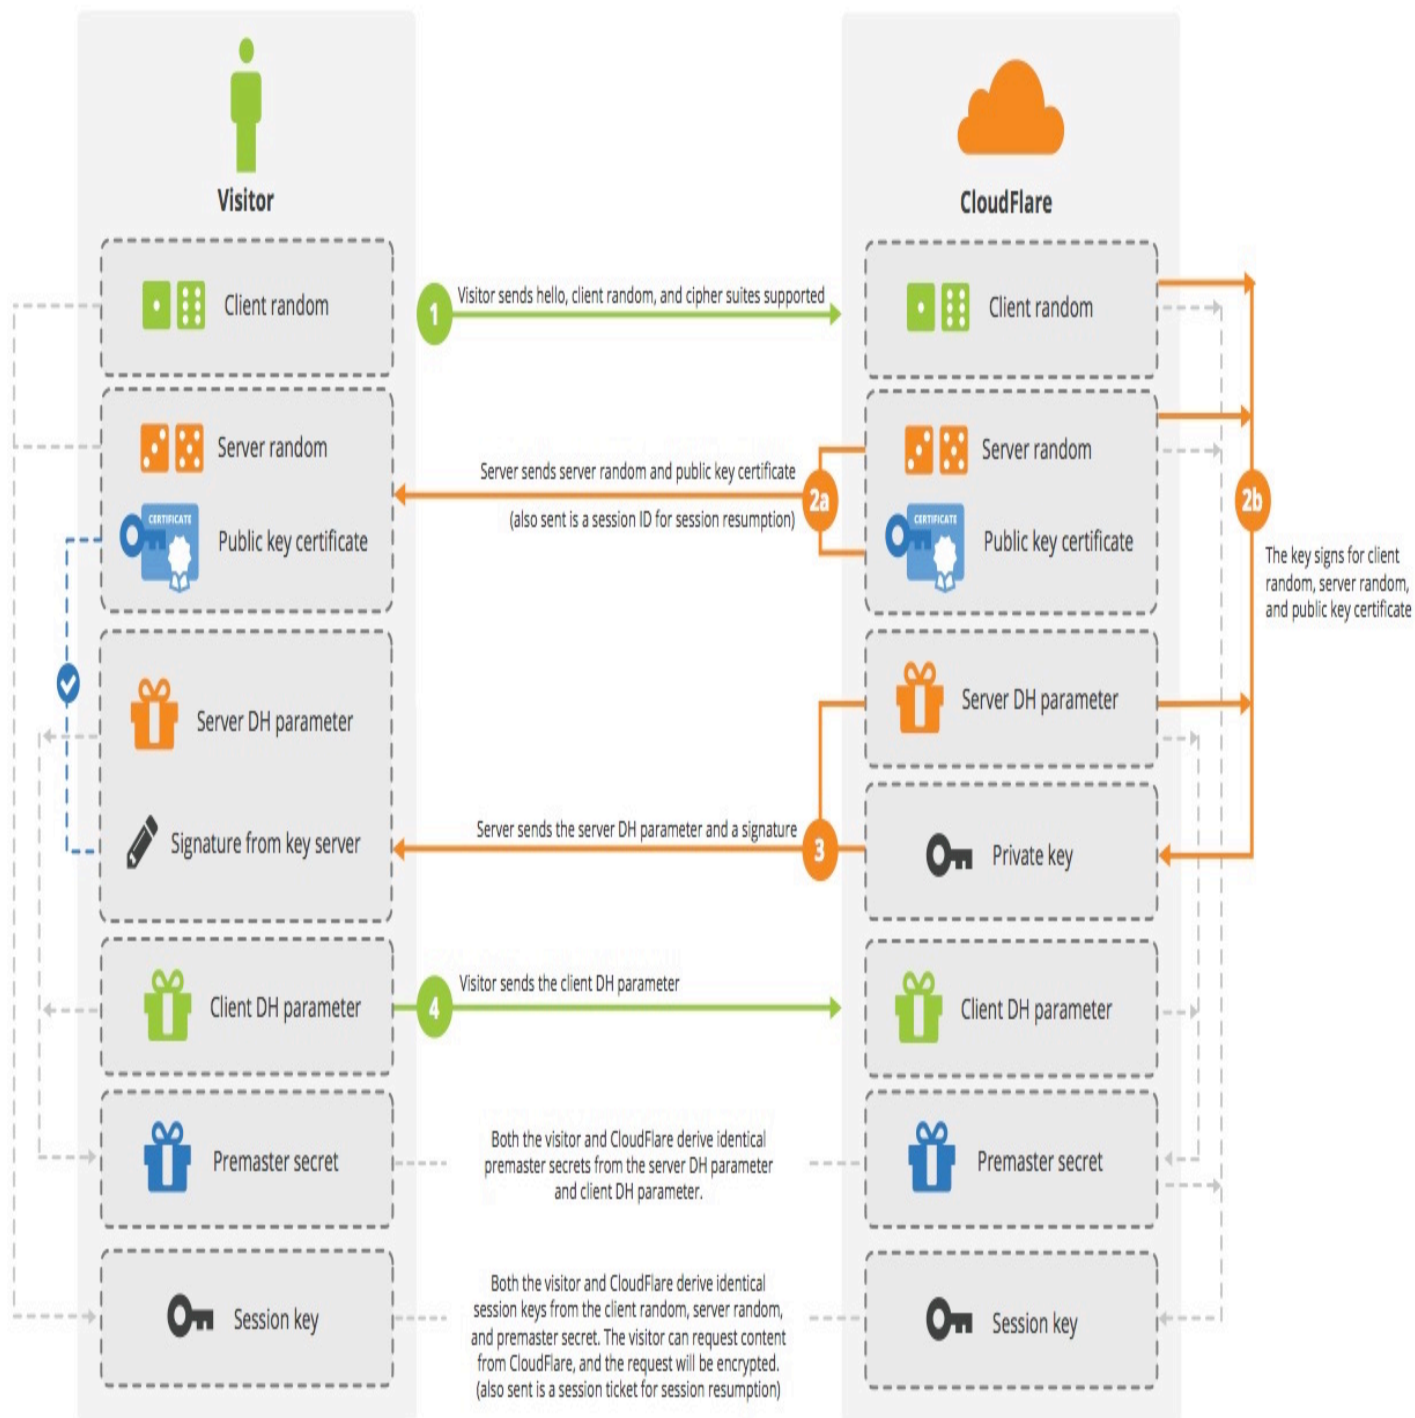 Visitor
CloudFlare
Client random
1
Visitor sends hello, client random, and cipher suites supported
Client random
Server random
Server sends server random and public key certificate
2a
Server random
2b
(also sent is a session ID for session resumption)
CERTIFICATE
Public key certificate
CERTIFICATE
Public key certificate
The key signs for client
random, server random,
and public key certificate
Server DH parameter
Server DH parameter
Signature from key server
Server sends the server DH parameter and a signature
3
Private key
Client DH parameter
4
Visitor sends the client DH parameter
Client DH parameter
Premaster secret
Both the visitor and CloudFlare derive identical
premaster secrets from the server DH parameter
and client DH parameter.
Premaster secret
Session key
Both the visitor and CloudFlare derive identical
session keys from the client random, server random,
and premaster secret. The visitor can request content
from CloudFlare, and the request will be encrypted.
(also sent is a session ticket for session resumption)
Session key